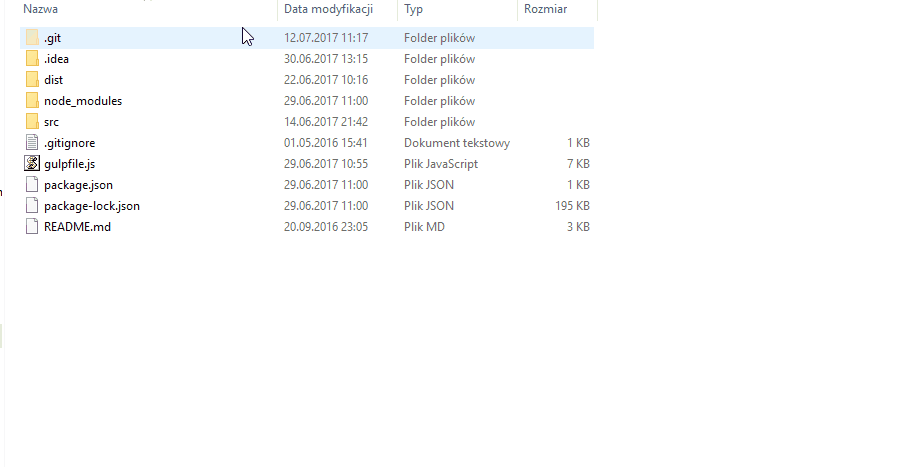 Nazwa Data modyfikacji Typ Rozmiar
.git 12.07.2017 11:17 Folder plików
.idea 30.06.2017 13:15 Folder plików
dist 22.06.2017 10:16 Folder plików
node_modules 29.06.2017 11:00 Folder plików
src 14.06.2017 21:42 Folder plików
.gitignore 01.05.2016 15:41 Dokument tekstowy 1 KB
gulpfile.js 29.06.2017 10:55 Plik JavaScript 7 KB
package.json 29.06.2017 11:00 Plik JSON 1 KB
package-lock.json 29.06.2017 11:00 Plik JSON 195 KB
README.md 20.09.2016 23:05 Plik MD 3 KB